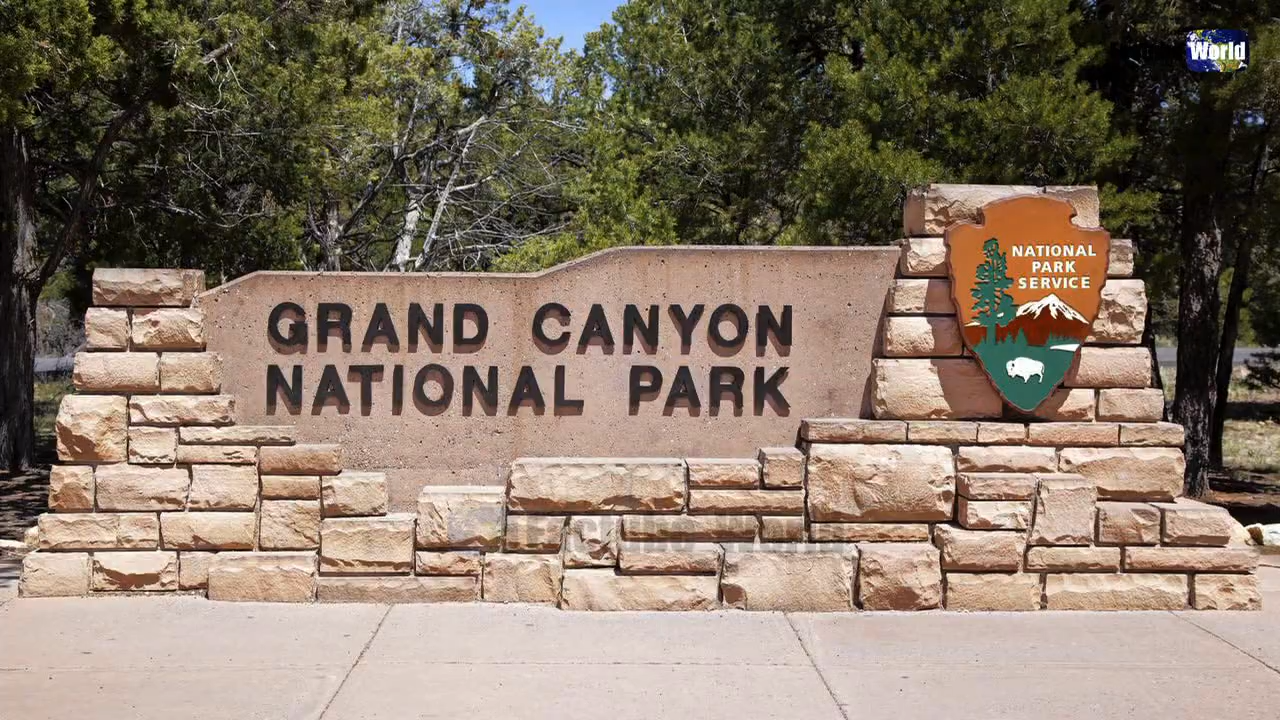 World
NATIONAL
PARK
SERVICE
GRAND CANYON
NATIONAL PARK